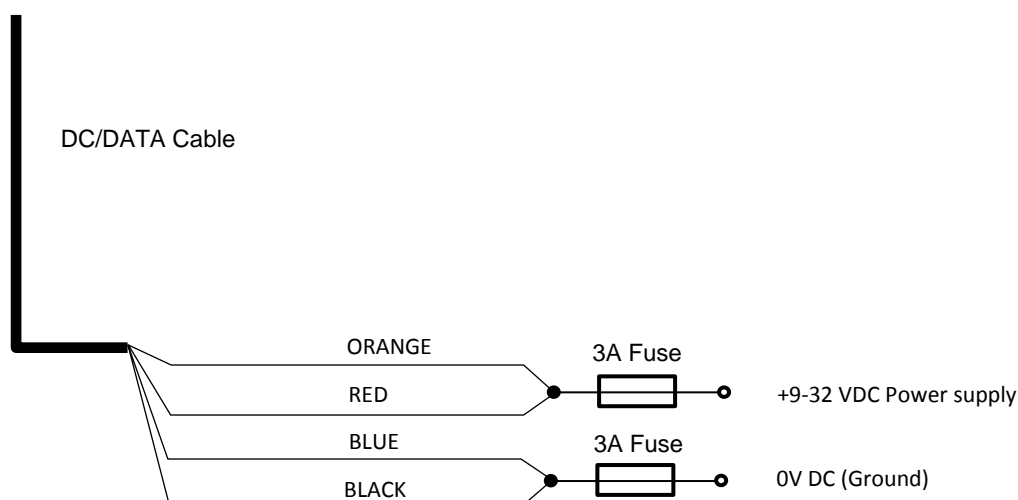 DC/DATA Cable
ORANGE
3A Fuse
RED
+9-32 VDC Power supply
BLUE
3A Fuse
BLACK
0V DC (Ground)